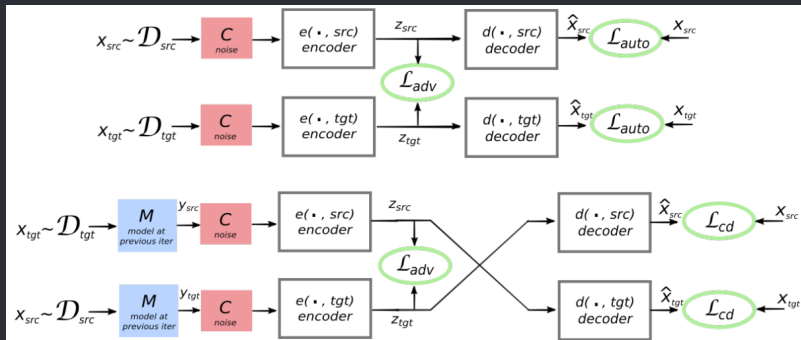 x_src ~ D_src C noise e(·, src) encoder z_src d(·, src) decoder x̂_src L_auto x_src
L_adv
x_tgt ~ D_tgt C noise e(·, tgt) encoder z_tgt d(·, tgt) decoder x̂_tgt L_auto x_tgt
x_tgt ~ D_tgt M model at previous iter y_src C noise e(·, src) encoder z_src d(·, src) decoder x̂_src L_cd x_src
L_adv
x_src ~ D_src M model at previous iter y_tgt C noise e(·, tgt) encoder z_tgt d(·, tgt) decoder x̂_tgt L_cd x_tgt